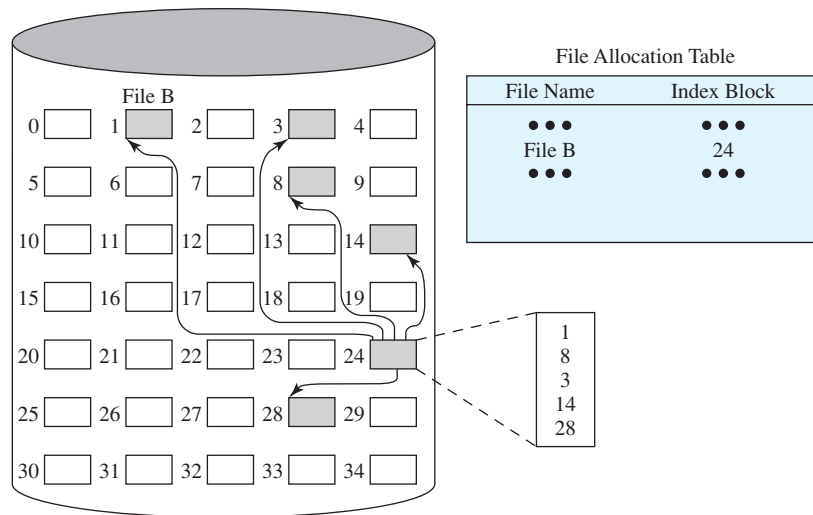 File Allocation Table
File Name Index Block
••• •••
File B 24
••• •••
File B
0 1 2 3 4
5 6 7 8 9
10 11 12 13 14
15 16 17 18 19
20 21 22 23 24
25 26 27 28 29
30 31 32 33 34
1
8
3
14
28